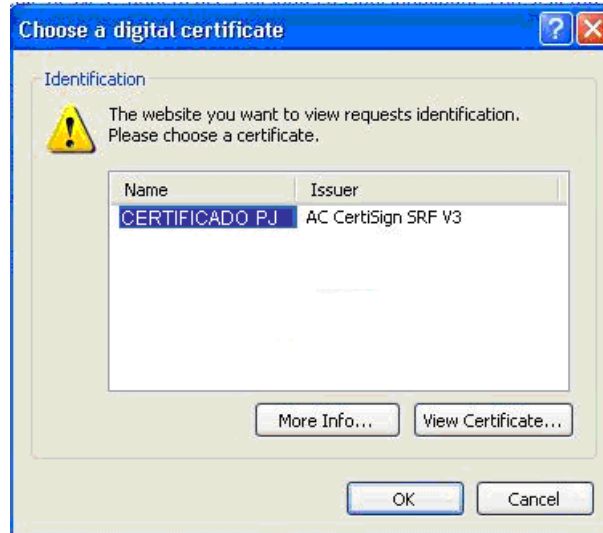 Choose a digital certificate
Identification
The website you want to view requests identification.
Please choose a certificate.
Name Issuer
CERTIFICADO PJ AC CertiSign SRF V3
More Info... View Certificate...
OK Cancel